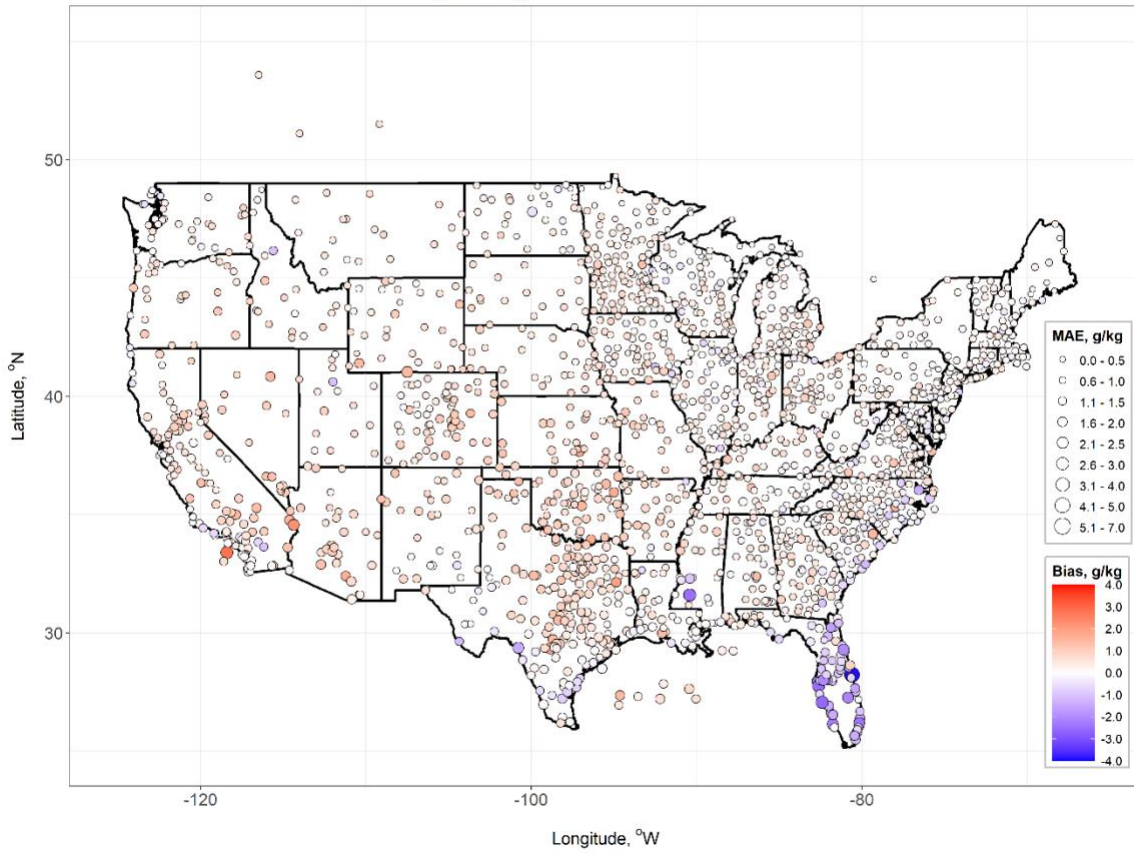 50
40
30
Latitude, °N
-120
-100
-80
Longitude, °W
MAE, g/kg
0.0 - 0.5
0.6 - 1.0
1.1 - 1.5
1.6 - 2.0
2.1 - 2.5
2.6 - 3.0
3.1 - 4.0
4.1 - 5.0
5.1 - 7.0
Bias, g/kg
4.0
3.0
2.0
1.0
0.0
-1.0
-2.0
-3.0
-4.0